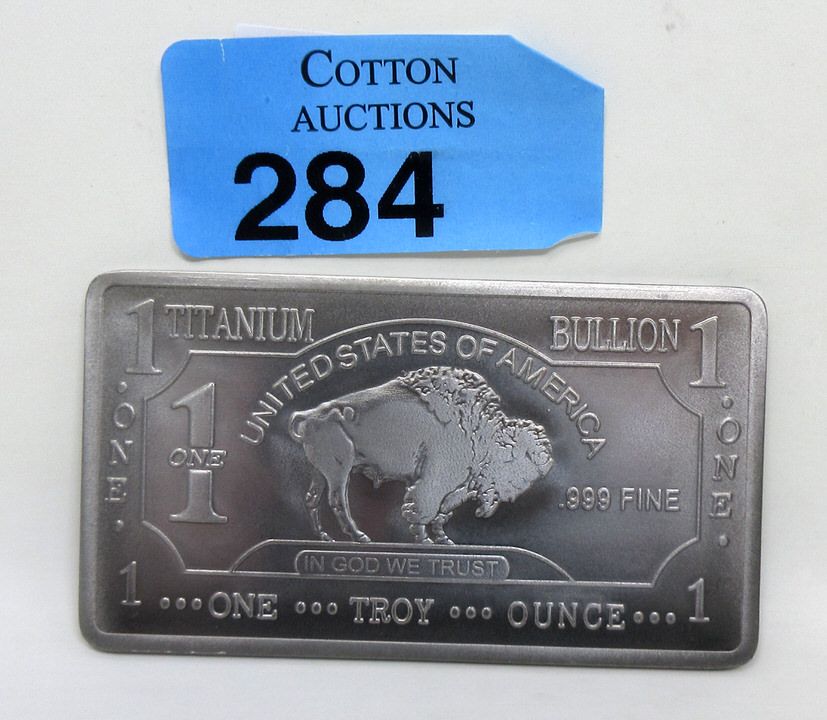 COTTON
AUCTIONS
284
1 TITANIUM BULLION 1
UNITED STATES OF AMERICA
·ONE·
1
ONE
.999 FINE
·ONE·
IN GOD WE TRUST
1 ···ONE ··· TROY ··· OUNCE··· 1